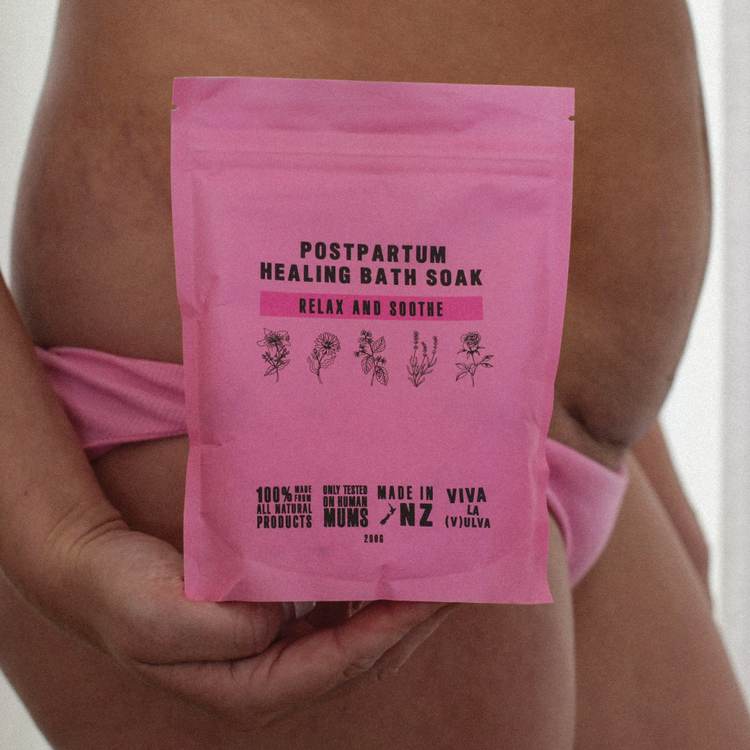 POSTPARTUM
HEALING BATH SOAK
RELAX AND SOOTHE
100% MADE FROM
ALL NATURAL
PRODUCTS
ONLY TESTED
ON HUMAN
MUMS
MADE IN
NZ
VIVA
LA
(V)ULVA
200G